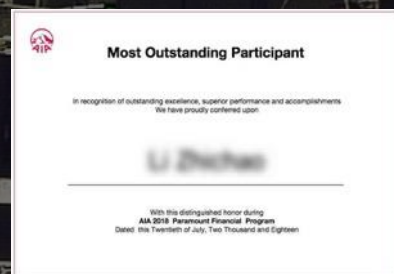 AIA
Most Outstanding Participant
In recognition of outstanding excellence, superior performance and accomplishments
We have proudly conferred upon
With this distinguished honor during
AIA 2018 Paramount Financial Program
Dated this Twentieth of July, Two Thousand and Eighteen